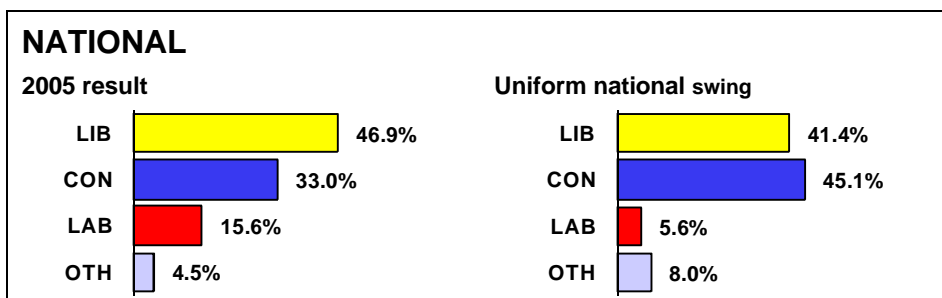 NATIONAL
2005 result
LIB 46.9%
CON 33.0%
LAB 15.6%
OTH 4.5%
Uniform national swing
LIB 41.4%
CON 45.1%
LAB 5.6%
OTH 8.0%